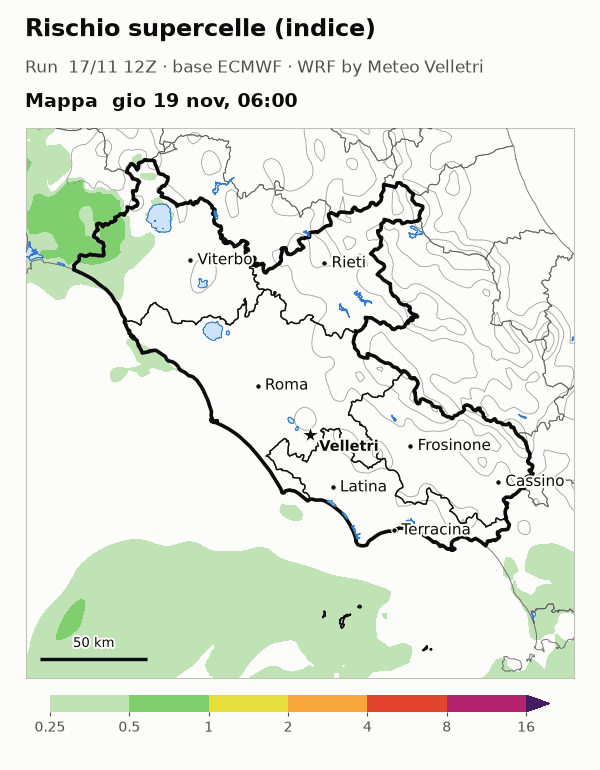 Rischio supercelle (indice)
Run 17/11 12Z · base ECMWF · WRF by Meteo Velletri
Mappa gio 19 nov, 06:00
Viterbo
Rieti
Roma
Velletri
Frosinone
Cassino
Latina
Terracina
50 km
0.25 0.5 1 2 4 8 16